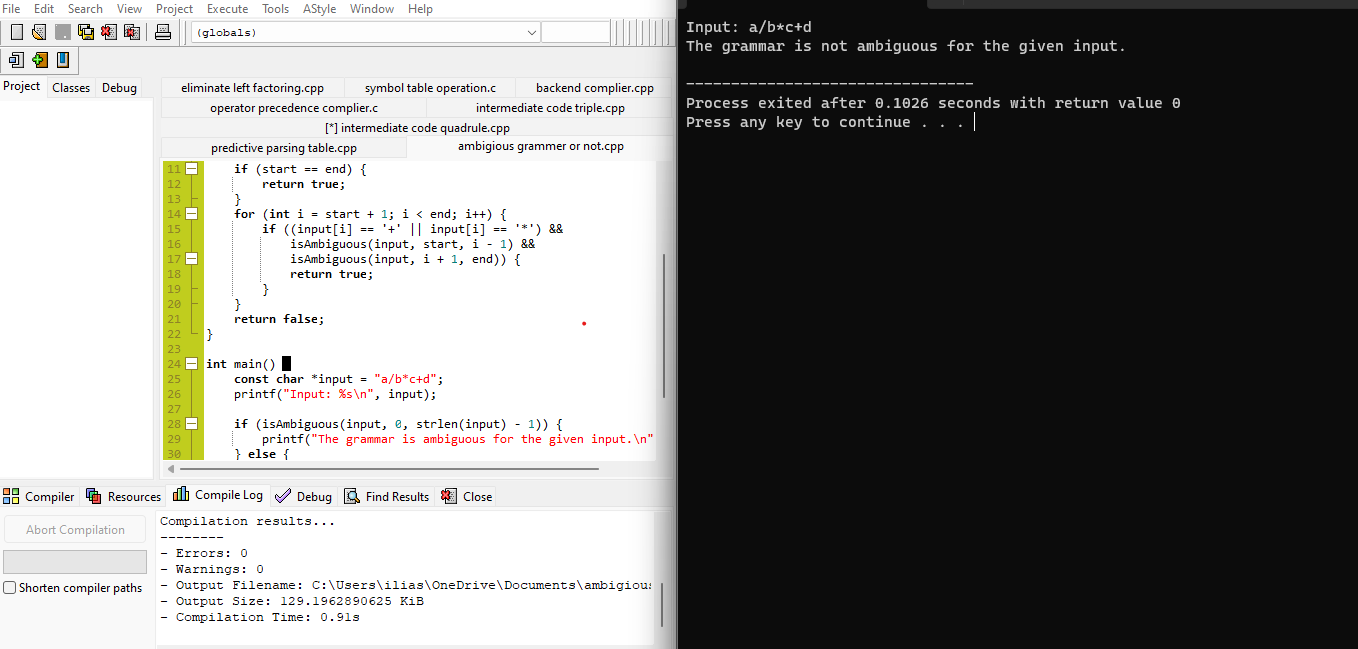 File Edit Search View Project Execute Tools AStyle Window Help
(globals)
Project Classes Debug
eliminate left factoring.cpp symbol table operation.c backend complier.cpp
operator precedence complier.c intermediate code triple.cpp
[*] intermediate code quadrule.cpp
predictive parsing table.cpp ambigious grammer or not.cpp
11 if (start == end) {
12 return true;
13 }
14 for (int i = start + 1; i < end; i++) {
15 if ((input[i] == '+' || input[i] == '*') &&
16 isAmbiguous(input, start, i - 1) &&
17 isAmbiguous(input, i + 1, end)) {
18 return true;
19 }
20 }
21 return false;
22 }
23
24 int main()
25 const char *input = "a/b*c+d";
26 printf("Input: %s\n", input);
27
28 if (isAmbiguous(input, 0, strlen(input) - 1)) {
29 printf("The grammar is ambiguous for the given input.\n"
30 } else {
Compiler Resources Compile Log Debug Find Results Close
Abort Compilation
Shorten compiler paths
Compilation results...
--------
- Errors: 0
- Warnings: 0
- Output Filename: C:\Users\ilias\OneDrive\Documents\ambigious
- Output Size: 129.1962890625 KiB
- Compilation Time: 0.91s
Input: a/b*c+d
The grammar is not ambiguous for the given input.
--------------------------------
Process exited after 0.1026 seconds with return value 0
Press any key to continue . . .